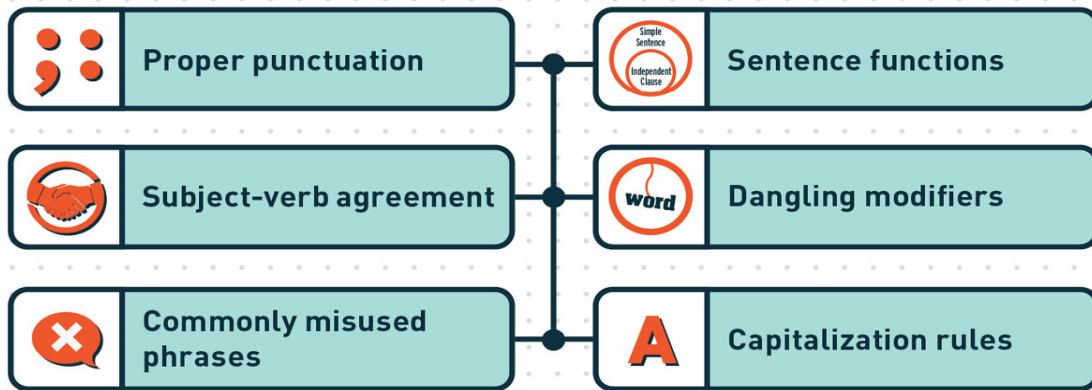 Proper punctuation
Simple
Sentence
Independent
Clause
Sentence functions
Subject-verb agreement
word
Dangling modifiers
Commonly misused
phrases
A
Capitalization rules